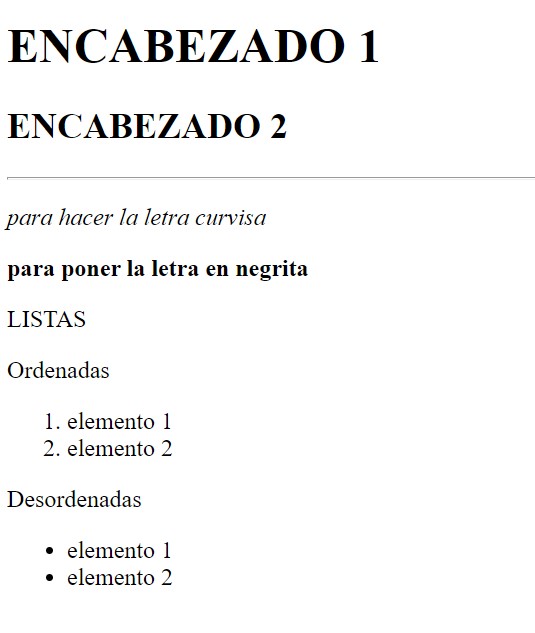 ENCABEZADO 1
ENCABEZADO 2
para hacer la letra curvisa
para poner la letra en negrita
LISTAS
Ordenadas
1. elemento 1
2. elemento 2
Desordenadas
• elemento 1
• elemento 2